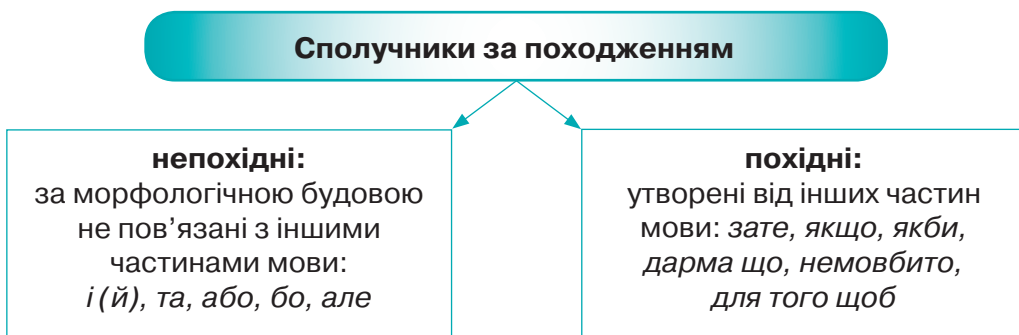 Сполучники за походженням
непохідні:
за морфологічною будовою
не пов’язані з іншими
частинами мови:
і (й), та, або, бо, але
похідні:
утворені від інших частин
мови: зате, якщо, якби,
дарма що, немовбито,
для того щоб